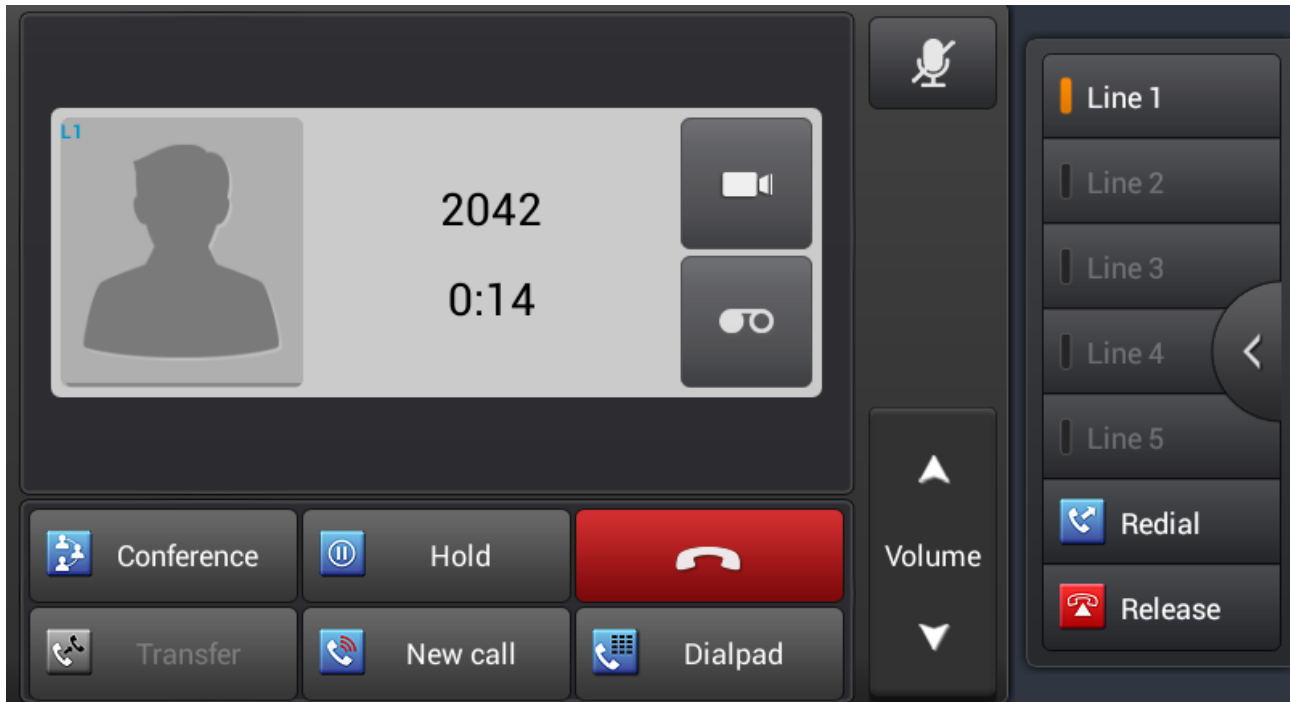 L1
2042
0:14
Conference
Hold
Transfer
New call
Dialpad
Volume
Line 1
Line 2
Line 3
Line 4
Line 5
Redial
Release